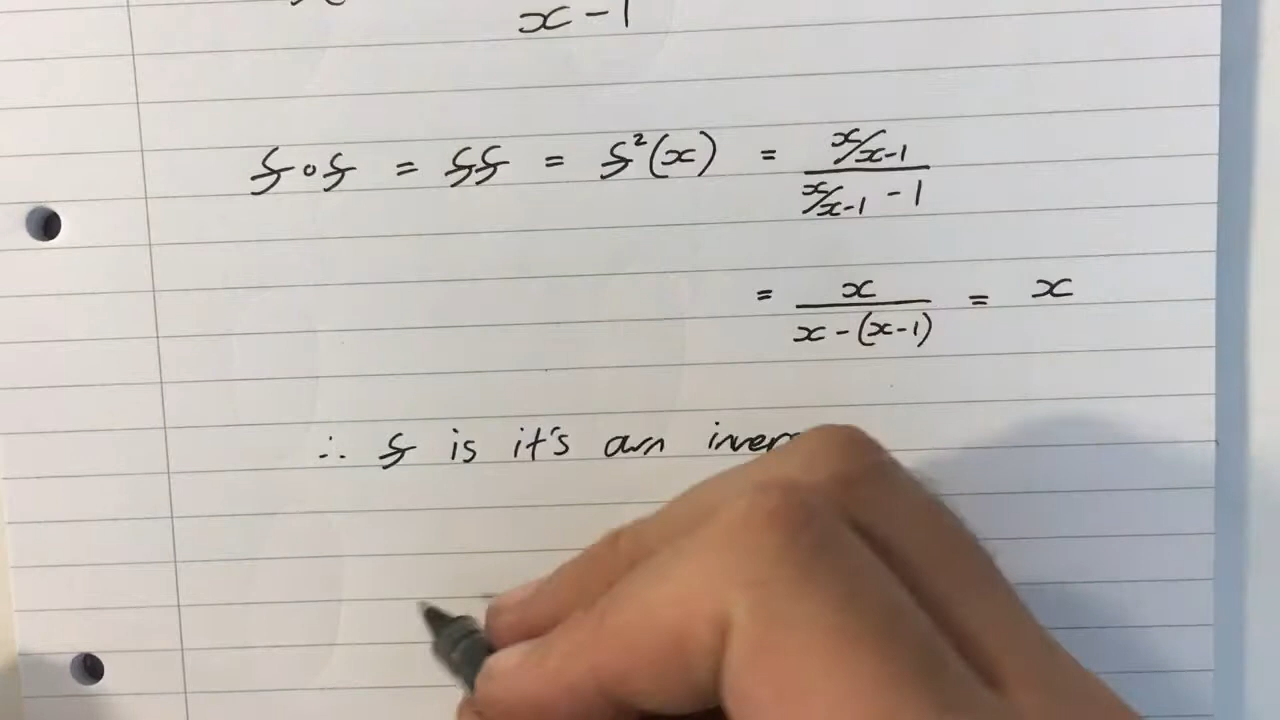 x - 1
f∘f = ff = f²(x) = (x/x-1)/(x/x-1 - 1)
= x/(x-(x-1)) = x
∴ f is it's own